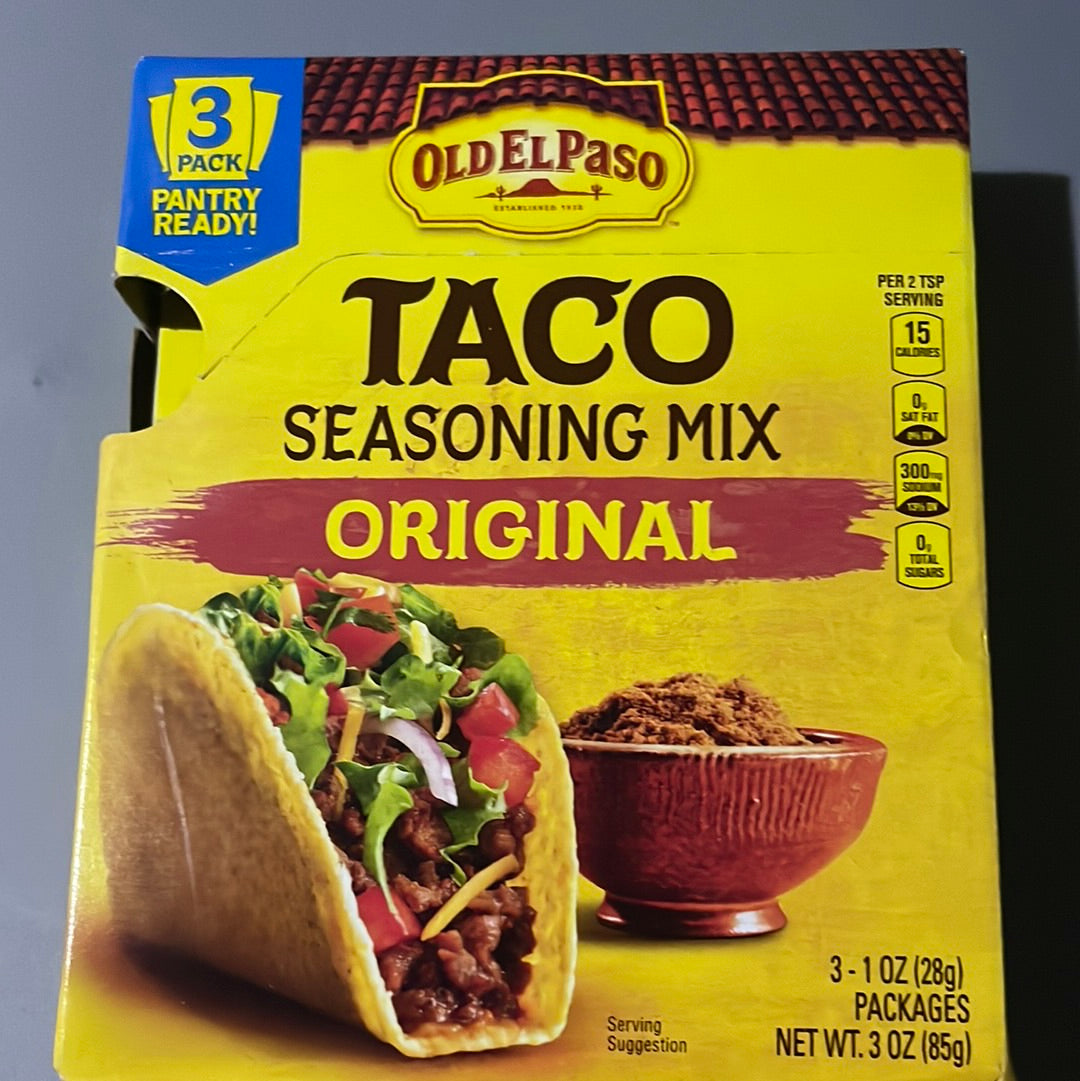 3
PACK
PANTRY
READY!
OLD EL PASO
ESTABLISHED 1938
™
TACO
SEASONING MIX
ORIGINAL
PER 2 TSP
SERVING
15
CALORIES
0g
SAT FAT
0% DV
300mg
SODIUM
13% DV
0g
TOTAL
SUGARS
3 - 1 OZ (28g)
PACKAGES
NET WT. 3 OZ (85g)
Serving
Suggestion